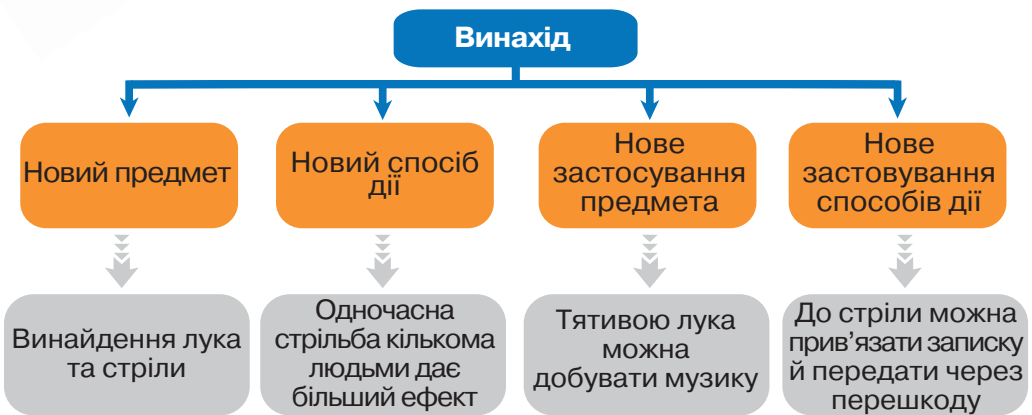 Винахід
Новий предмет
Новий спосіб
дії
Нове
застосування
предмета
Нове
застовування
способів дії
Винайдення лука
та стріли
Одночасна
стрільба кількома
людьми дає
більший ефект
Тятивою лука
можна
добувати музику
До стріли можна
прив’язати записку
й передати через
перешкоду